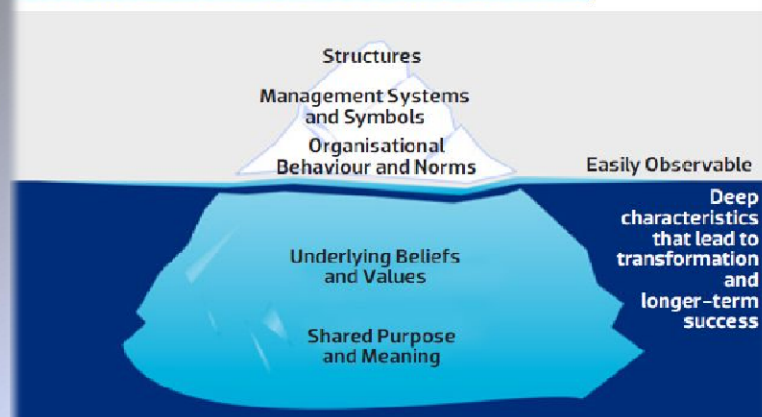 Structures
Management Systems
and Symbols
Organisational
Behaviour and Norms
Easily Observable
Deep
characteristics
that lead to
transformation
and
longer-term
success
Underlying Beliefs
and Values
Shared Purpose
and Meaning